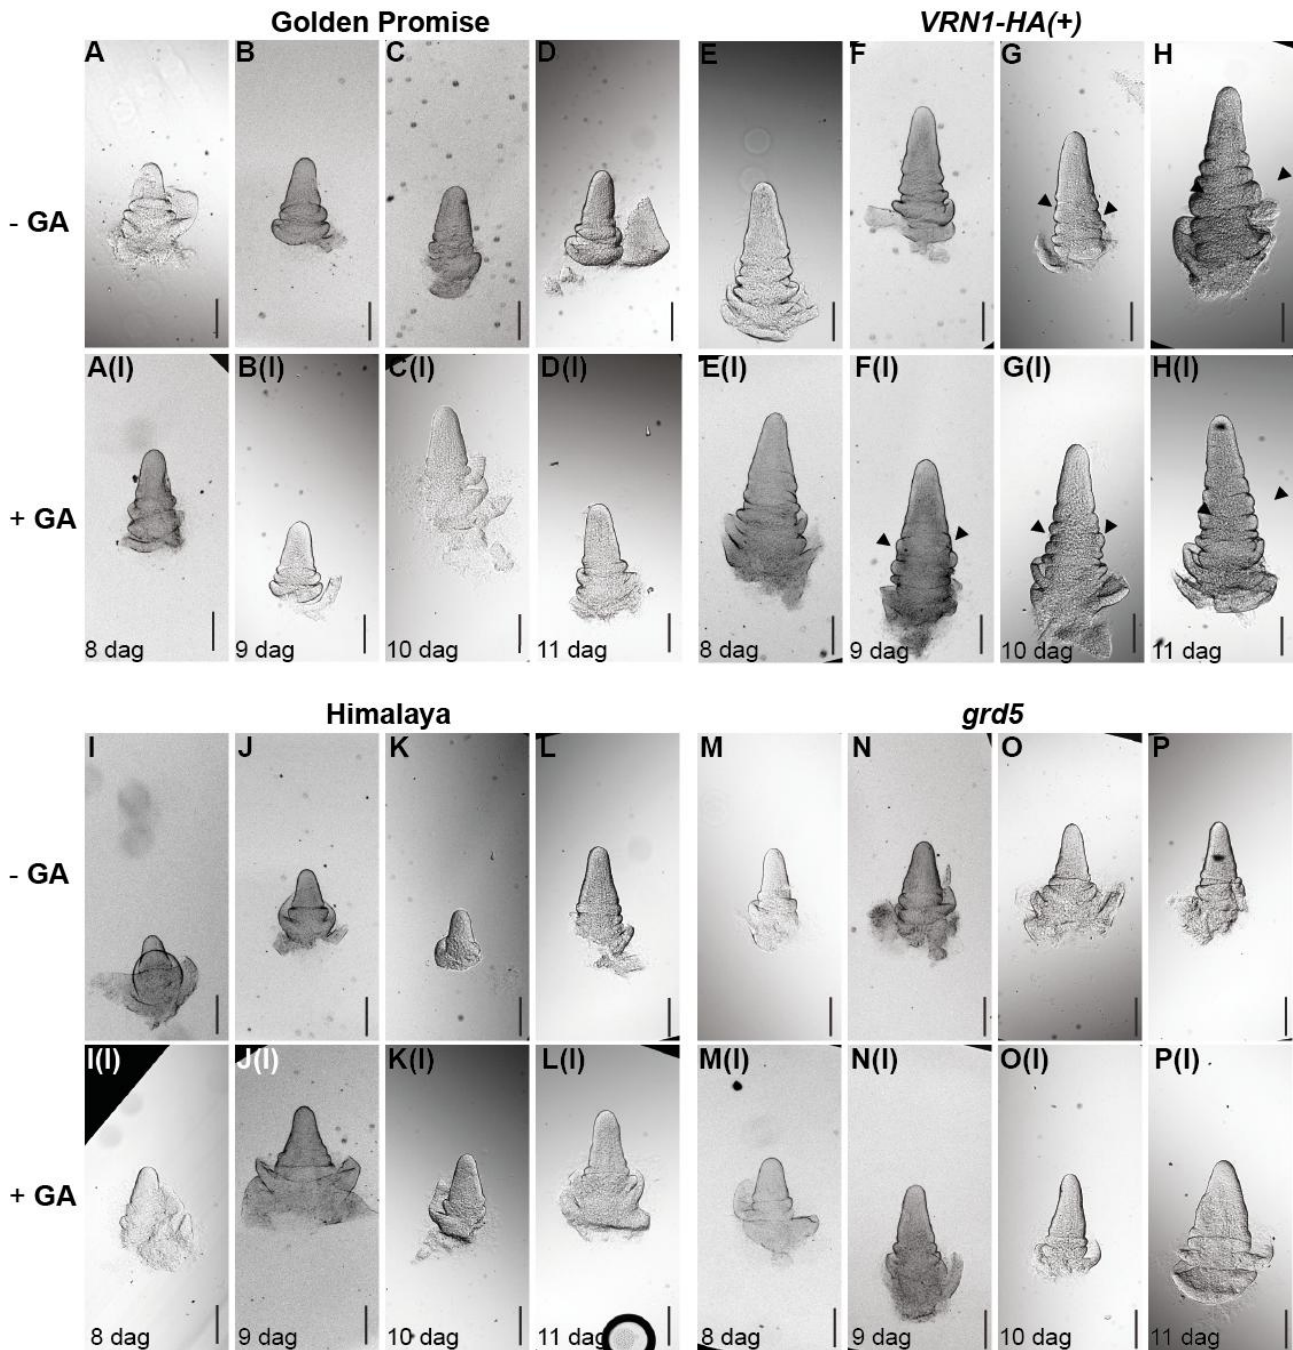 Golden Promise VRN1-HA(+)
A B C D E F G H
- GA
A(I) B(I) C(I) D(I) E(I) F(I) G(I) H(I)
+ GA
8 dag 9 dag 10 dag 11 dag 8 dag 9 dag 10 dag 11 dag
Himalaya grd5
I J K L M N O P
- GA
I(I) J(I) K(I) L(I) M(I) N(I) O(I) P(I)
+ GA
8 dag 9 dag 10 dag 11 dag 8 dag 9 dag 10 dag 11 dag